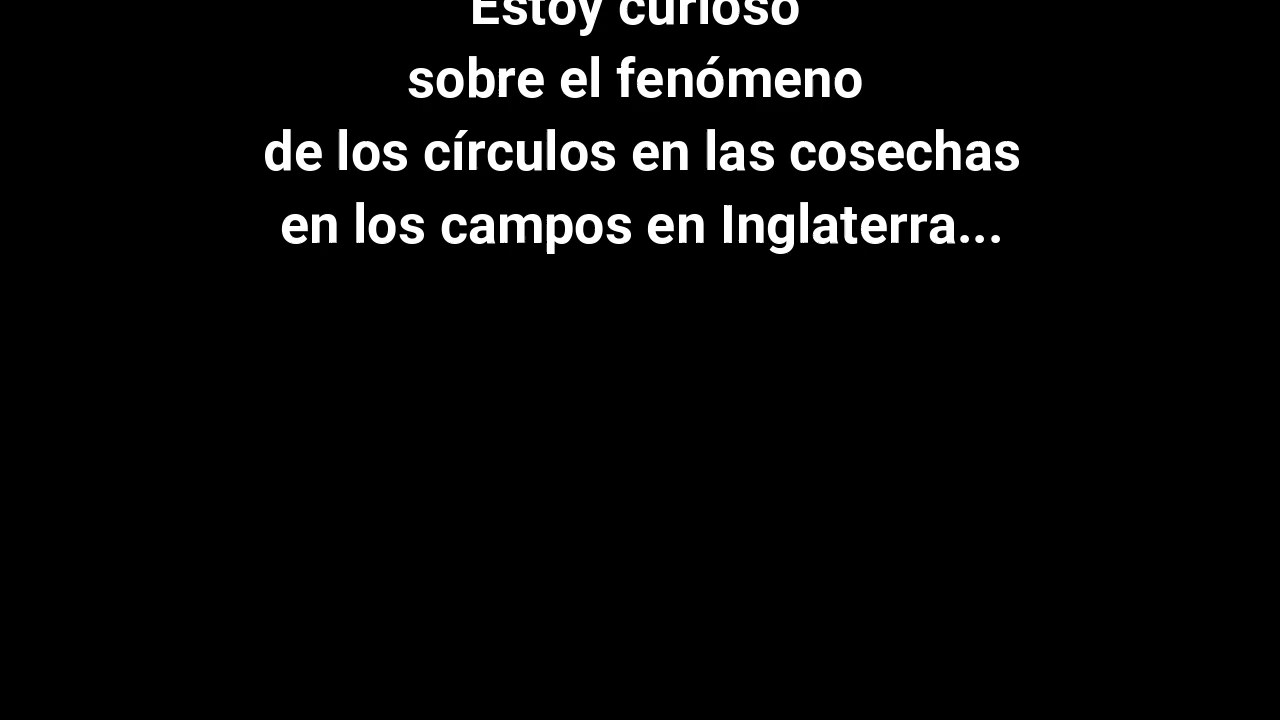 Estoy curioso
sobre el fenómeno
de los círculos en las cosechas
en los campos en Inglaterra...